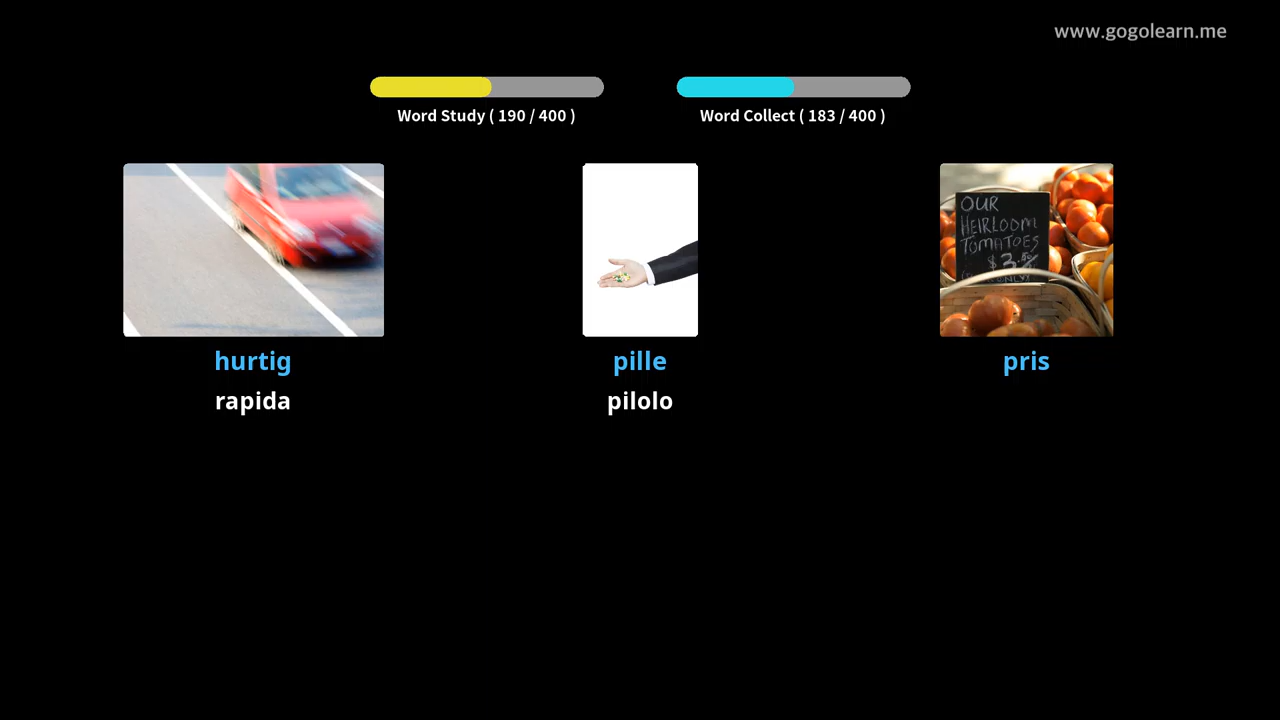 www.gogolearn.me
Word Study ( 190 / 400 )
Word Collect ( 183 / 400 )
OUR
HEIRLOOM
TOMATOES
hurtig
pille
pris
rapida
pilolo